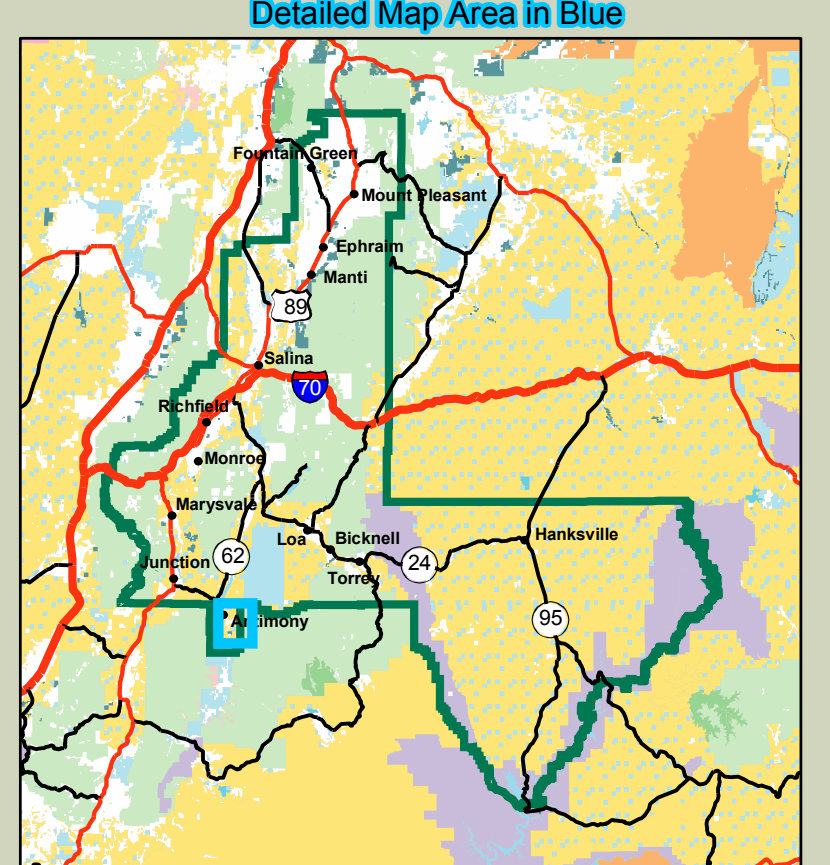 Detailed Map Area in Blue
Fountain Green
Mount Pleasant
Ephraim
Manti
89
Salina
70
Richfield
Monroe
Marysvale
Loa
Bicknell
Hanksville
Junction
62
24
Torrey
Antimony
95